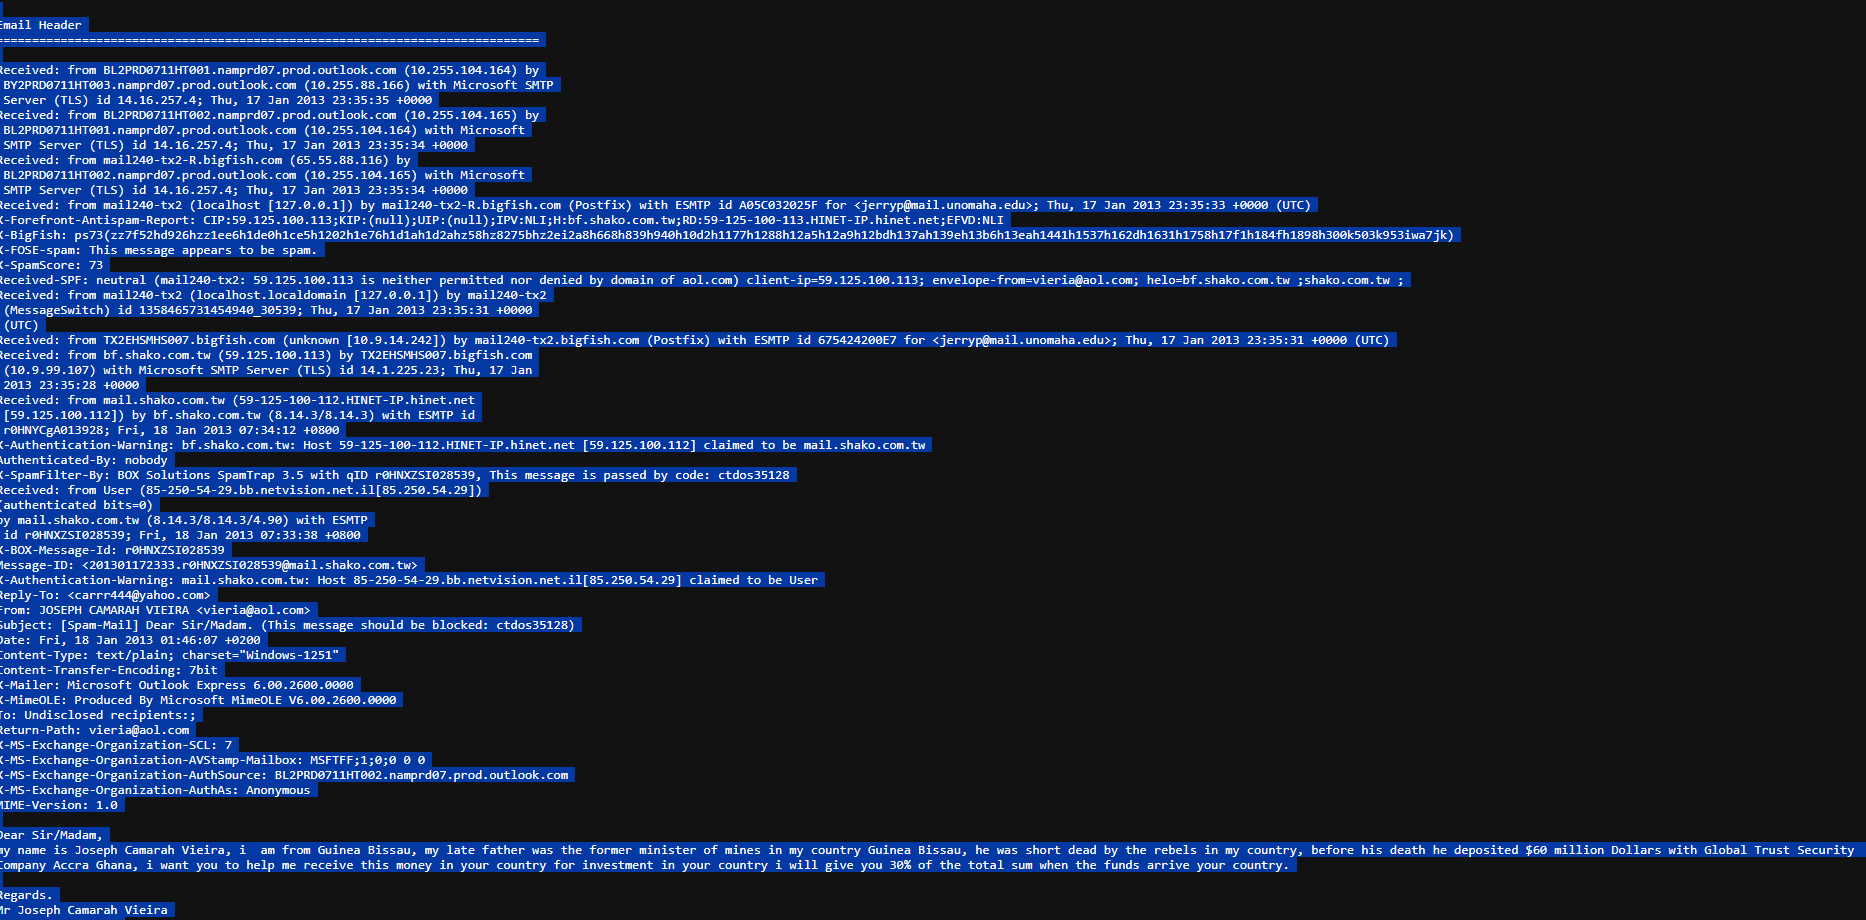 Email Header
===========================================================================
Received: from BL2PRD0711HT001.namprd07.prod.outlook.com (10.255.104.164) by
BY2PRD0711HT003.namprd07.prod.outlook.com (10.255.88.166) with Microsoft SMTP
Server (TLS) id 14.16.257.4; Thu, 17 Jan 2013 23:35:35 +0000
Received: from BL2PRD0711HT002.namprd07.prod.outlook.com (10.255.104.165) by
BL2PRD0711HT001.namprd07.prod.outlook.com (10.255.104.164) with Microsoft
SMTP Server (TLS) id 14.16.257.4; Thu, 17 Jan 2013 23:35:34 +0000
Received: from mail240-tx2-R.bigfish.com (65.55.88.116) by
BL2PRD0711HT002.namprd07.prod.outlook.com (10.255.104.165) with Microsoft
SMTP Server (TLS) id 14.16.257.4; Thu, 17 Jan 2013 23:35:34 +0000
Received: from mail240-tx2 (localhost [127.0.0.1]) by mail240-tx2-R.bigfish.com (Postfix) with ESMTP id A05C032025F for <jerryp@mail.unomaha.edu>; Thu, 17 Jan 2013 23:35:33 +0000 (UTC)
X-Forefront-Antispam-Report: CIP:59.125.100.113;KIP:(null);UIP:(null);IPV:NLI;H:bf.shako.com.tw;RD:59-125-100-113.HINET-IP.hinet.net;EFVD:NLI
X-BigFish: ps73(zz7f52hd926hzz1ee6h1de0h1ce5h1202h1e76h1d1ah1d2ahz58hz8275bhz2ei2a8h668h839h940h10d2h1177h1288h12a5h12a9h12bdh137ah139eh13b6h13eah1441h1537h162dh1631h1758h17f1h184fh1898h300k503k953iwa7jk)
X-FOSE-spam: This message appears to be spam.
X-SpamScore: 73
Received-SPF: neutral (mail240-tx2: 59.125.100.113 is neither permitted nor denied by domain of aol.com) client-ip=59.125.100.113; envelope-from=vieria@aol.com; helo=bf.shako.com.tw ;shako.com.tw ;
Received: from mail240-tx2 (localhost.localdomain [127.0.0.1]) by mail240-tx2
(MessageSwitch) id 1358465731454940_30539; Thu, 17 Jan 2013 23:35:31 +0000
(UTC)
Received: from TX2EHSMHS007.bigfish.com (unknown [10.9.14.242]) by mail240-tx2.bigfish.com (Postfix) with ESMTP id 675424200E7 for <jerryp@mail.unomaha.edu>; Thu, 17 Jan 2013 23:35:31 +0000 (UTC)
Received: from bf.shako.com.tw (59.125.100.113) by TX2EHSMHS007.bigfish.com
(10.9.99.107) with Microsoft SMTP Server (TLS) id 14.1.225.23; Thu, 17 Jan
2013 23:35:28 +0000
Received: from mail.shako.com.tw (59-125-100-112.HINET-IP.hinet.net
[59.125.100.112]) by bf.shako.com.tw (8.14.3/8.14.3) with ESMTP id
r0HNYCgA013928; Fri, 18 Jan 2013 07:34:12 +0800
X-Authentication-Warning: bf.shako.com.tw: Host 59-125-100-112.HINET-IP.hinet.net [59.125.100.112] claimed to be mail.shako.com.tw
Authenticated-By: nobody
X-SpamFilter-By: BOX Solutions SpamTrap 3.5 with qID r0HNXZSI028539, This message is passed by code: ctdos35128
Received: from User (85-250-54-29.bb.netvision.net.il[85.250.54.29])
(authenticated bits=0)
by mail.shako.com.tw (8.14.3/8.14.3/4.90) with ESMTP
id r0HNXZSI028539; Fri, 18 Jan 2013 07:33:38 +0800
X-BOX-Message-Id: r0HNXZSI028539
Message-ID: <201301172333.r0HNXZSI028539@mail.shako.com.tw>
X-Authentication-Warning: mail.shako.com.tw: Host 85-250-54-29.bb.netvision.net.il[85.250.54.29] claimed to be User
Reply-To: <carrr444@yahoo.com>
From: JOSEPH CAMARAH VIEIRA <vieria@aol.com>
Subject: [Spam-Mail] Dear Sir/Madam. (This message should be blocked: ctdos35128)
Date: Fri, 18 Jan 2013 01:46:07 +0200
Content-Type: text/plain; charset="Windows-1251"
Content-Transfer-Encoding: 7bit
X-Mailer: Microsoft Outlook Express 6.00.2600.0000
X-MimeOLE: Produced By Microsoft MimeOLE V6.00.2600.0000
To: Undisclosed recipients:;
Return-Path: vieria@aol.com
X-MS-Exchange-Organization-SCL: 7
X-MS-Exchange-Organization-AVStamp-Mailbox: MSFTFF;1;0;0 0 0
X-MS-Exchange-Organization-AuthSource: BL2PRD0711HT002.namprd07.prod.outlook.com
X-MS-Exchange-Organization-AuthAs: Anonymous
MIME-Version: 1.0
Dear Sir/Madam,
my name is Joseph Camarah Vieira, i  am from Guinea Bissau, my late father was the former minister of mines in my country Guinea Bissau, he was short dead by the rebels in my country, before his death he deposited $60 million Dollars with Global Trust Security
Company Accra Ghana, i want you to help me receive this money in your country for investment in your country i will give you 30% of the total sum when the funds arrive your country.
Regards.
Mr Joseph Camarah Vieira